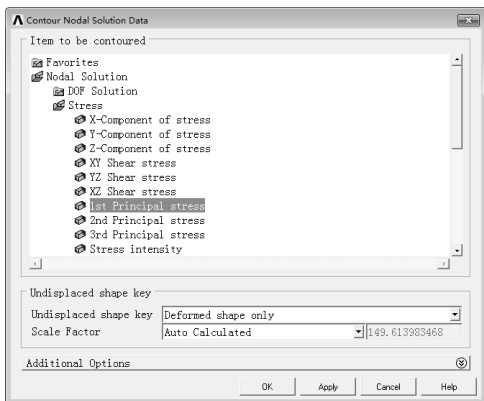 Contour Nodal Solution Data
Item to be contoured
Favorites
Nodal Solution
DOF Solution
Stress
X-Component of stress
Y-Component of stress
Z-Component of stress
XY Shear stress
YZ Shear stress
XZ Shear stress
1st Principal stress
2nd Principal stress
3rd Principal stress
Stress intensity
Undisplaced shape key
Undisplaced shape key Deformed shape only
Scale Factor Auto Calculated 149.613983468
Additional Options
OK Apply Cancel Help